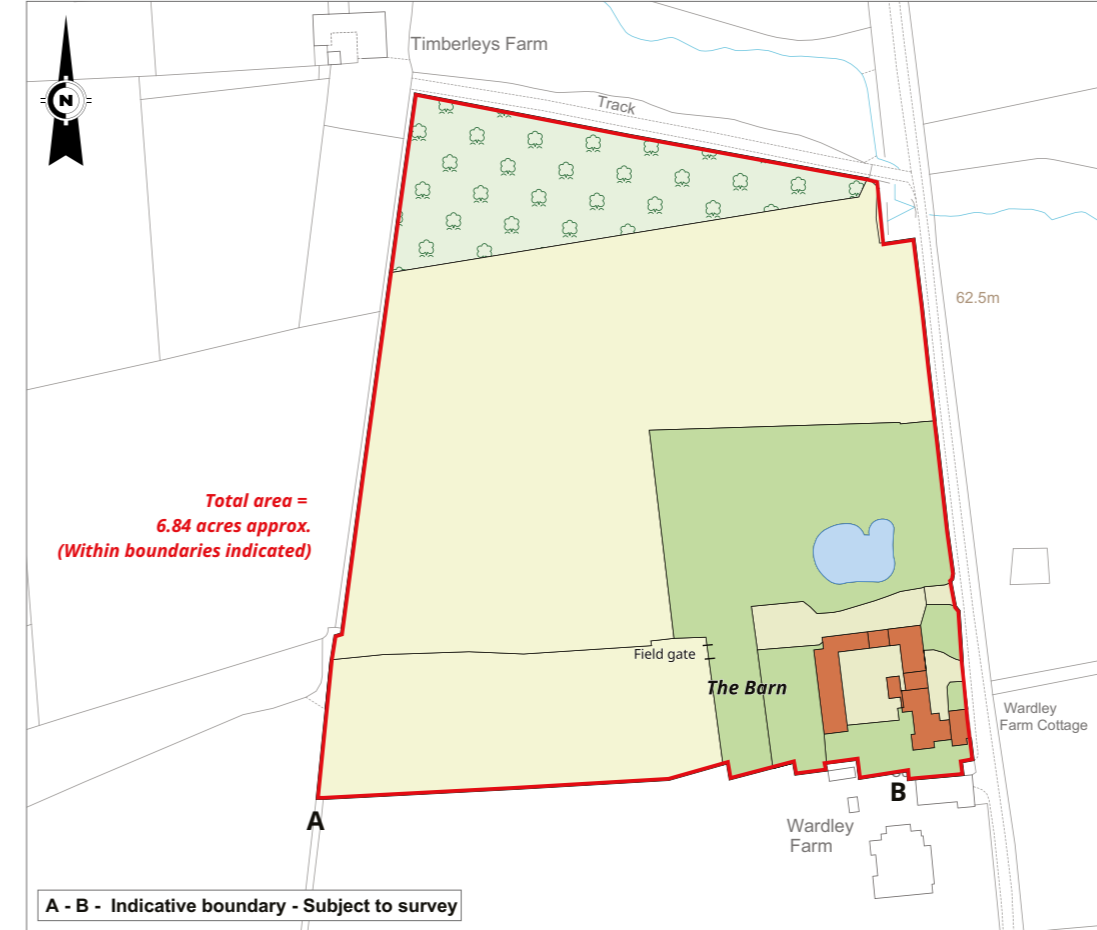 N
Timberleys Farm
Track
62.5m
Total area =
6.84 acres approx.
(Within boundaries indicated)
Field gate
The Barn
Wardley
Farm Cottage
A
B
Wardley
Farm
A - B - Indicative boundary - Subject to survey